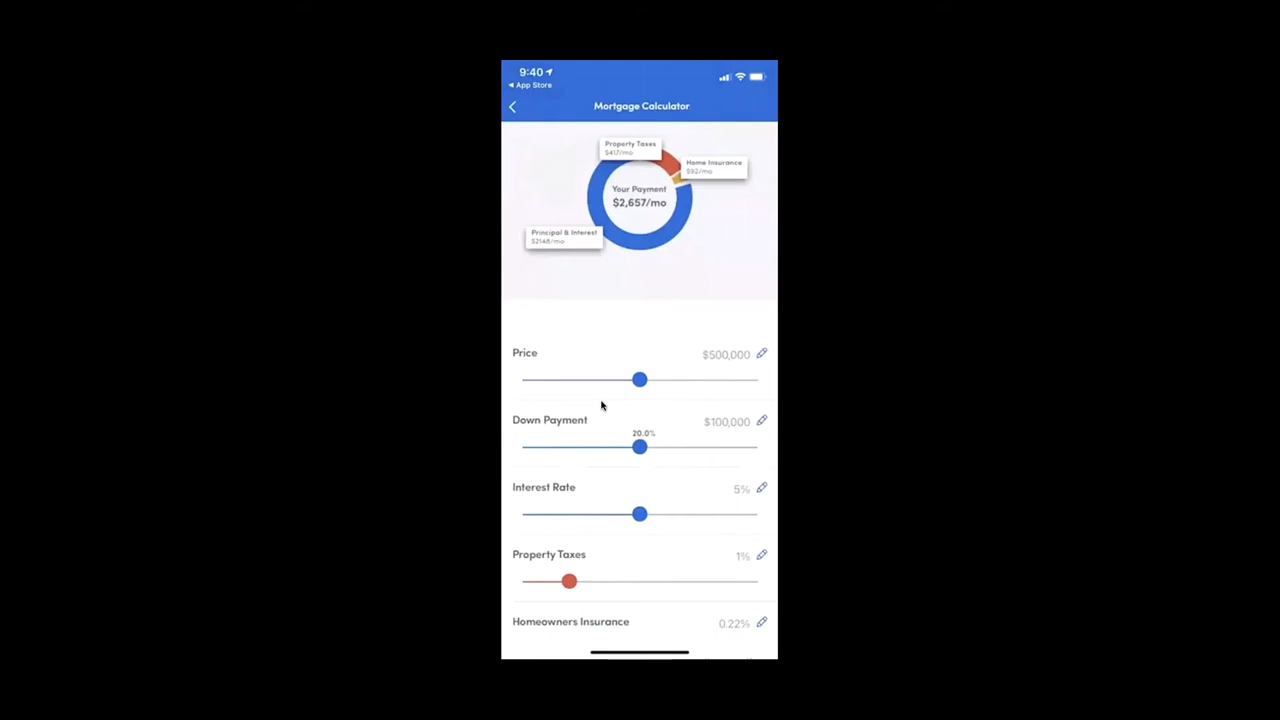 9:40
App Store
Mortgage Calculator
Property Taxes
$417/mo
Home Insurance
$92/mo
Your Payment
$2,657/mo
Principal & Interest
$2148/mo
Price
$500,000
Down Payment
$100,000
20.0%
Interest Rate
5%
Property Taxes
1%
Homeowners Insurance
0.22%